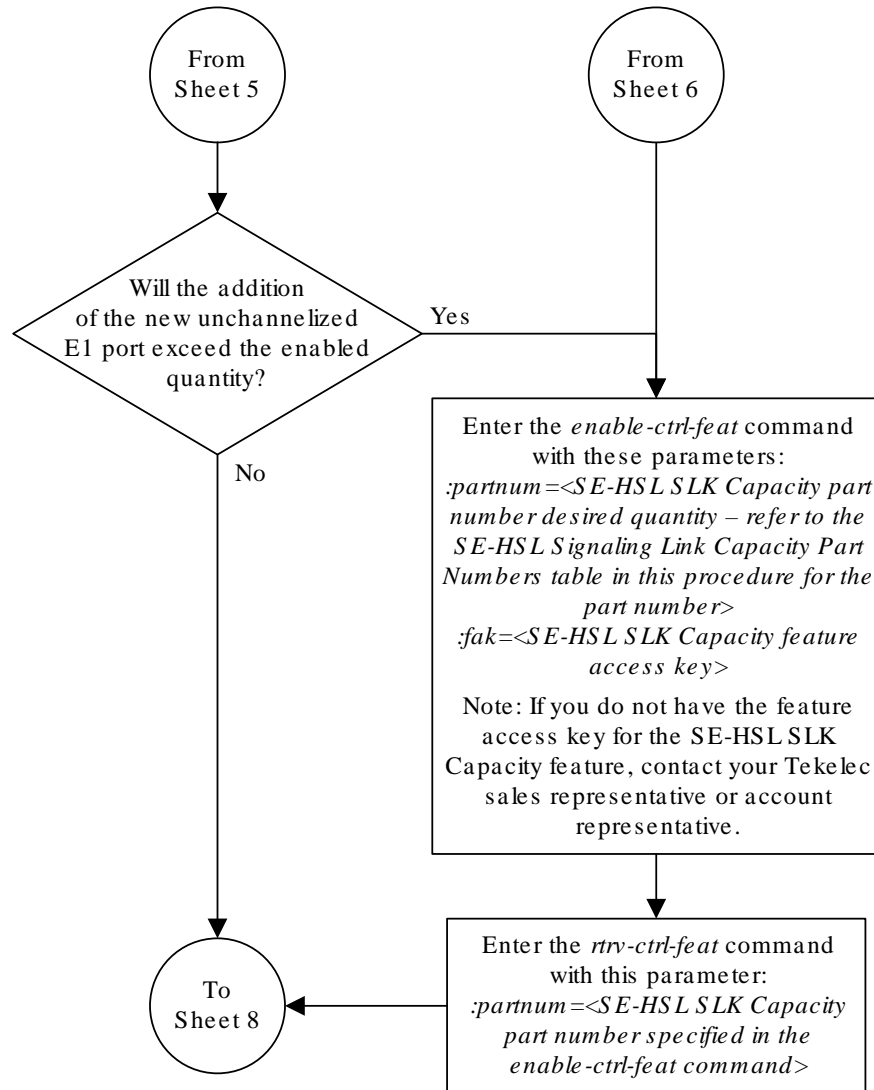 From
Sheet 5
From
Sheet 6
Will the addition
of the new unchannelized
E1 port exceed the enabled
quantity?
Yes
No
Enter the enable-ctrl-feat command
with these parameters:
:partnum=<SE-HSL SLK Capacity part
number desired quantity – refer to the
SE-HSL Signaling Link Capacity Part
Numbers table in this procedure for the
part number>
:fak=<SE-HSL SLK Capacity feature
access key>
Note: If you do not have the feature
access key for the SE-HSL SLK
Capacity feature, contact your Tekelec
sales representative or account
representative.
To
Sheet 8
Enter the rtrv-ctrl-feat command
with this parameter:
:partnum=<SE-HSL SLK Capacity
part number specified in the
enable-ctrl-feat command>